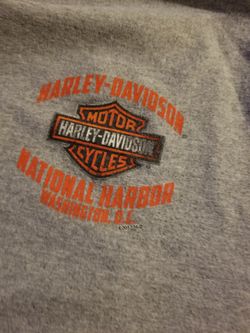 HARLEY-DAVIDSON
MOTOR
HARLEY-DAVIDSON
CYCLES
NATIONAL HARBOR
WASHINGTON, D.C.